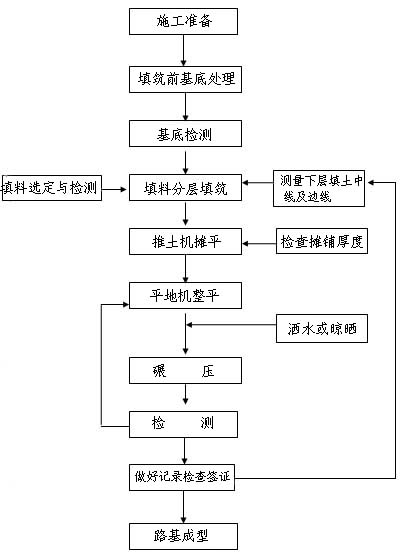 施工准备
填筑前基底处理
基底检测
填料选定与检测
填料分层填筑
测量下层填土中
线及边线
推土机摊平
检查摊铺厚度
平地机整平
洒水或晾晒
碾 压
检 测
做好记录检查签证
路基成型